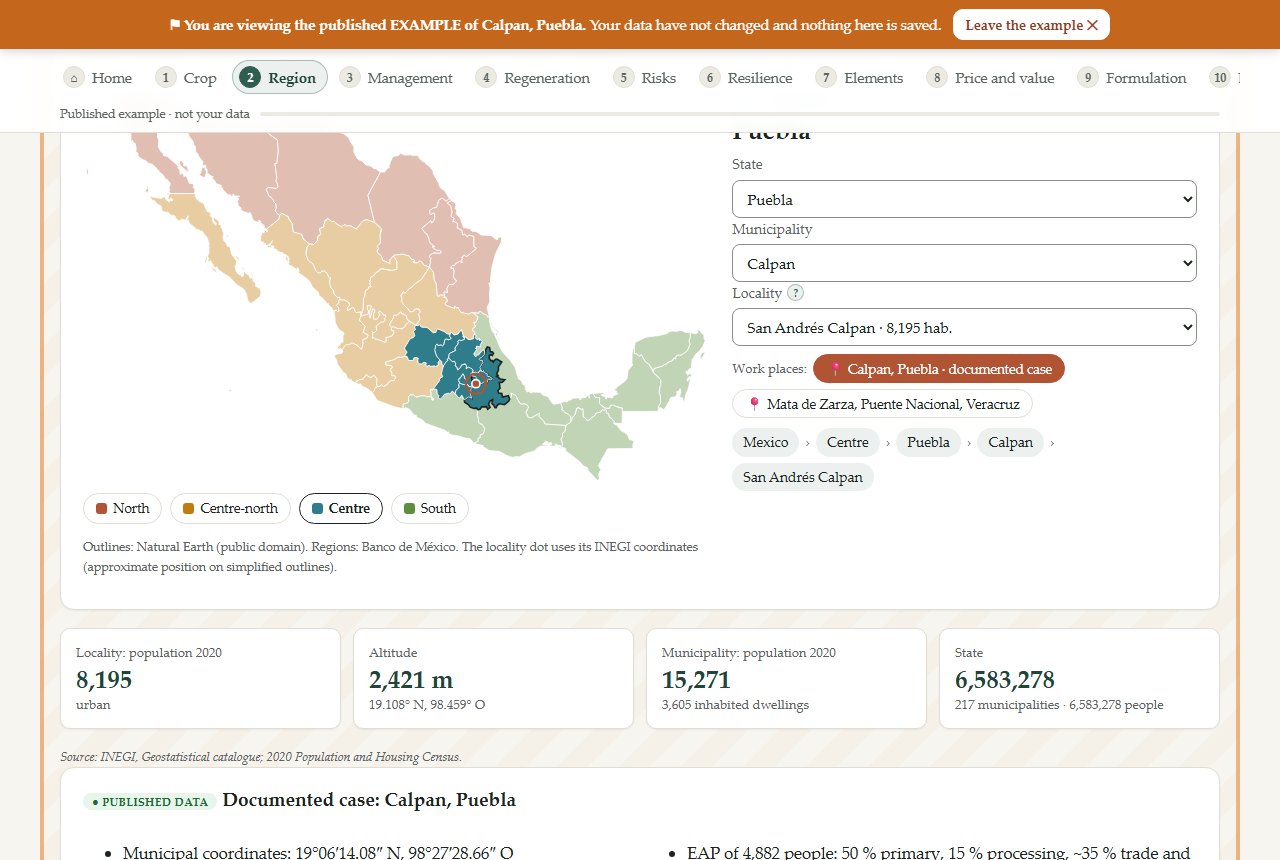 ⚑ You are viewing the published EXAMPLE of Calpan, Puebla. Your data have not changed and nothing here is saved. Leave the example ✕
⌂ Home 1 Crop 2 Region 3 Management 4 Regeneration 5 Risks 6 Resilience 7 Elements 8 Price and value 9 Formulation 10
Published example · not your data
Puebla
State
Puebla
Municipality
Calpan
Locality ?
San Andrés Calpan · 8,195 hab.
Work places: 📍 Calpan, Puebla · documented case
📍 Mata de Zarza, Puente Nacional, Veracruz
Mexico › Centre › Puebla › Calpan ›
San Andrés Calpan
North Centre-north Centre South
Outlines: Natural Earth (public domain). Regions: Banco de México. The locality dot uses its INEGI coordinates
(approximate position on simplified outlines).
Locality: population 2020
8,195
urban
Altitude
2,421 m
19.108° N, 98.459° O
Municipality: population 2020
15,271
3,605 inhabited dwellings
State
6,583,278
217 municipalities · 6,583,278 people
Source: INEGI, Geostatistical catalogue; 2020 Population and Housing Census.
● PUBLISHED DATA Documented case: Calpan, Puebla
• Municipal coordinates: 19°06′14.08″ N, 98°27′28.66″ O
• EAP of 4,882 people: 50 % primary, 15 % processing, ~35 % trade and